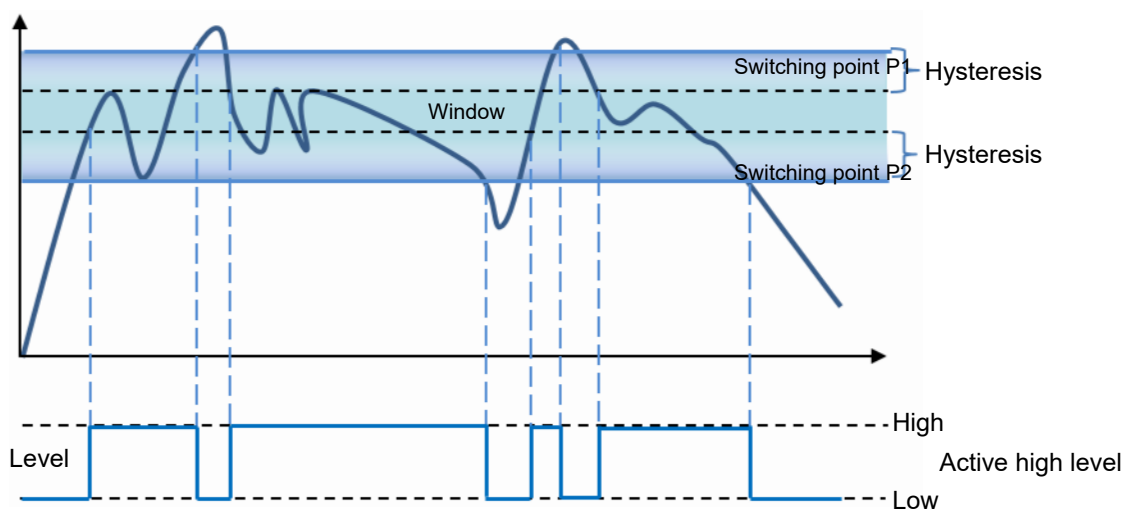 Switching point P1
Hysteresis
Window
Hysteresis
Switching point P2
High
Level
Active high level
Low